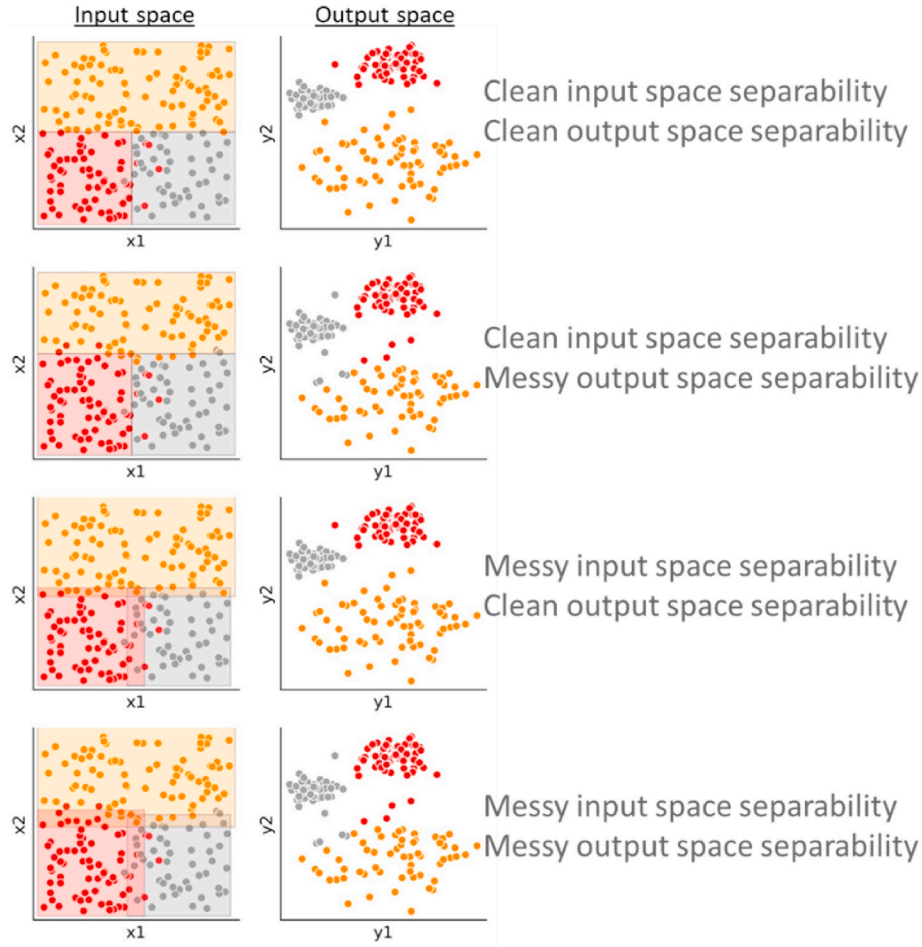 Input space
Output space
x2
x1
y2
y1
Clean input space separability
Clean output space separability
x2
x1
y2
y1
Clean input space separability
Messy output space separability
x2
x1
y2
y1
Messy input space separability
Clean output space separability
x2
x1
y2
y1
Messy input space separability
Messy output space separability